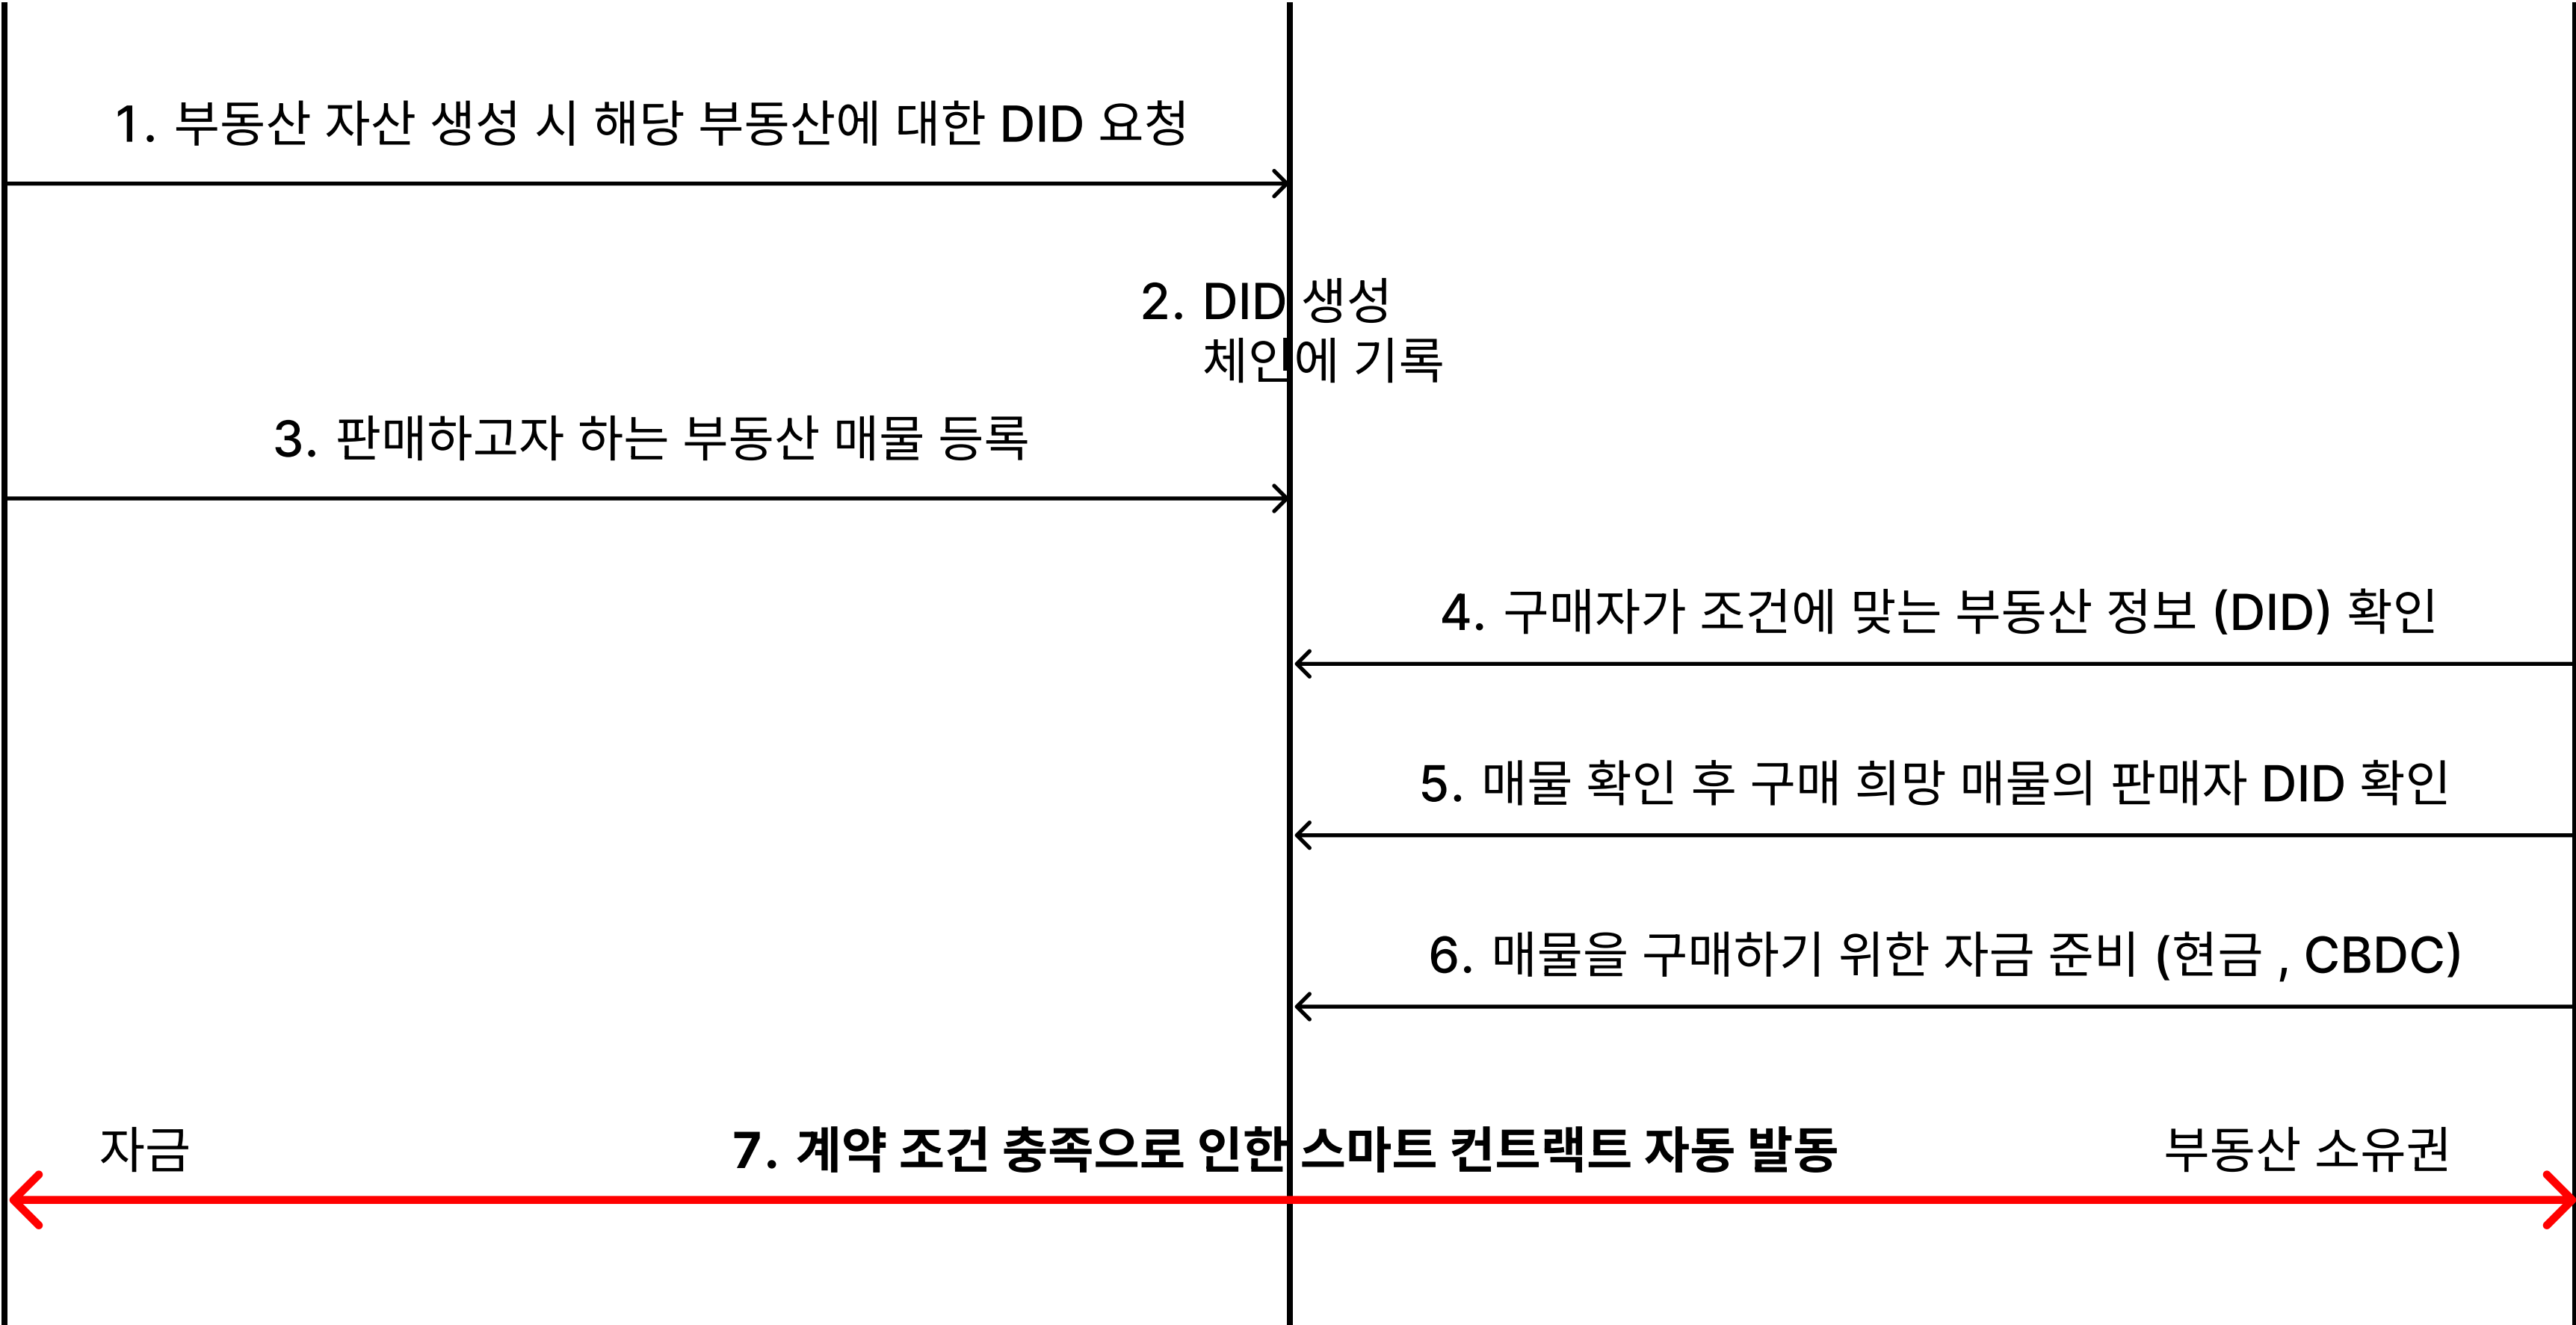 1. 부동산 자산 생성 시 해당 부동산에 대한 DID 요청
2. DID 생성
체인에 기록
3. 판매하고자 하는 부동산 매물 등록
4. 구매자가 조건에 맞는 부동산 정보 (DID) 확인
5. 매물 확인 후 구매 희망 매물의 판매자 DID 확인
6. 매물을 구매하기 위한 자금 준비 (현금 , CBDC)
자금
7. 계약 조건 충족으로 인한 스마트 컨트랙트 자동 발동
부동산 소유권